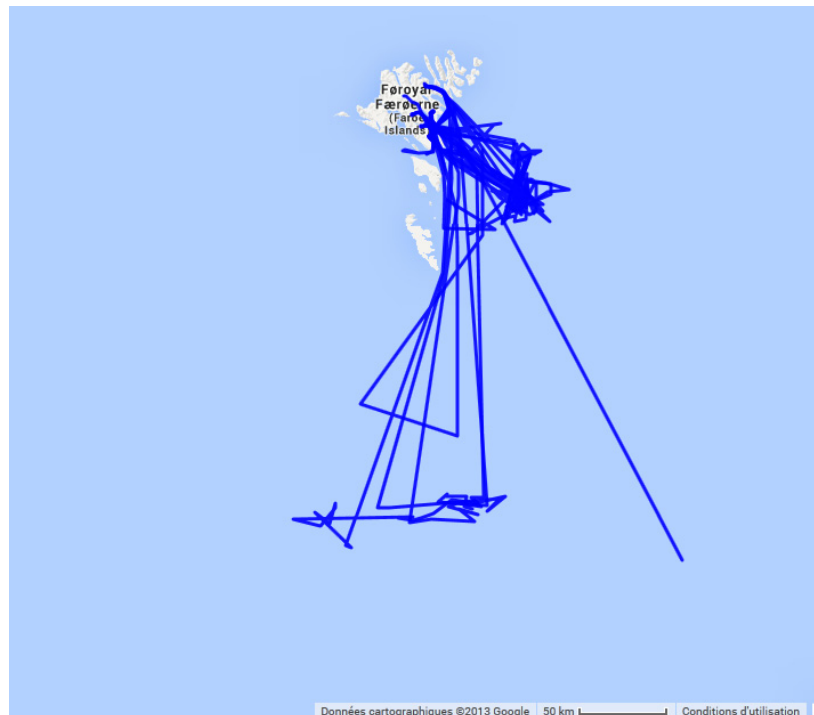 Føroyar
Færøerne
(Faroe
Islands)
Données cartographiques ©2013 Google
50 km
Conditions d'utilisation